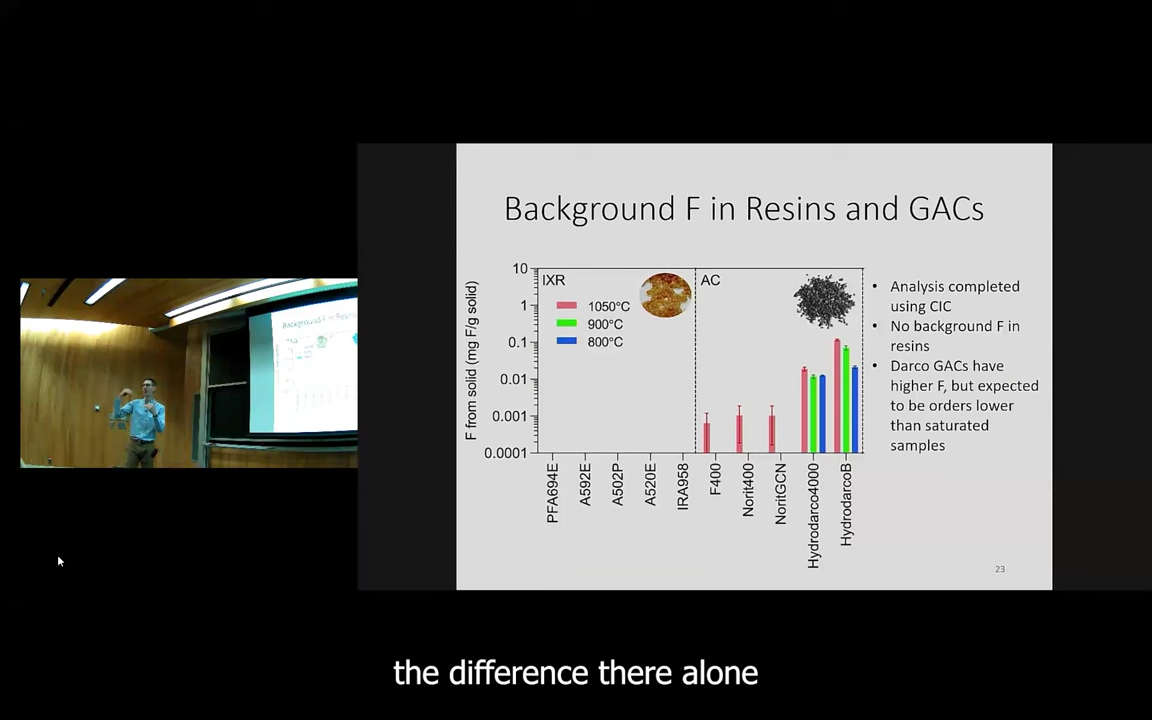 Background F in Resins and GACs
F from solid (mg F/g solid)
10
1
0.1
0.01
0.001
0.0001
IXR
1050°C
900°C
800°C
AC
PFA694E
A592E
A502P
A520E
IRA958
F400
Norit400
NoritGCN
Hydrodarco4000
HydrodarcoB
• Analysis completed
using CIC
• No background F in
resins
• Darco GACs have
higher F, but expected
to be orders lower
than saturated
samples
23
the difference there alone